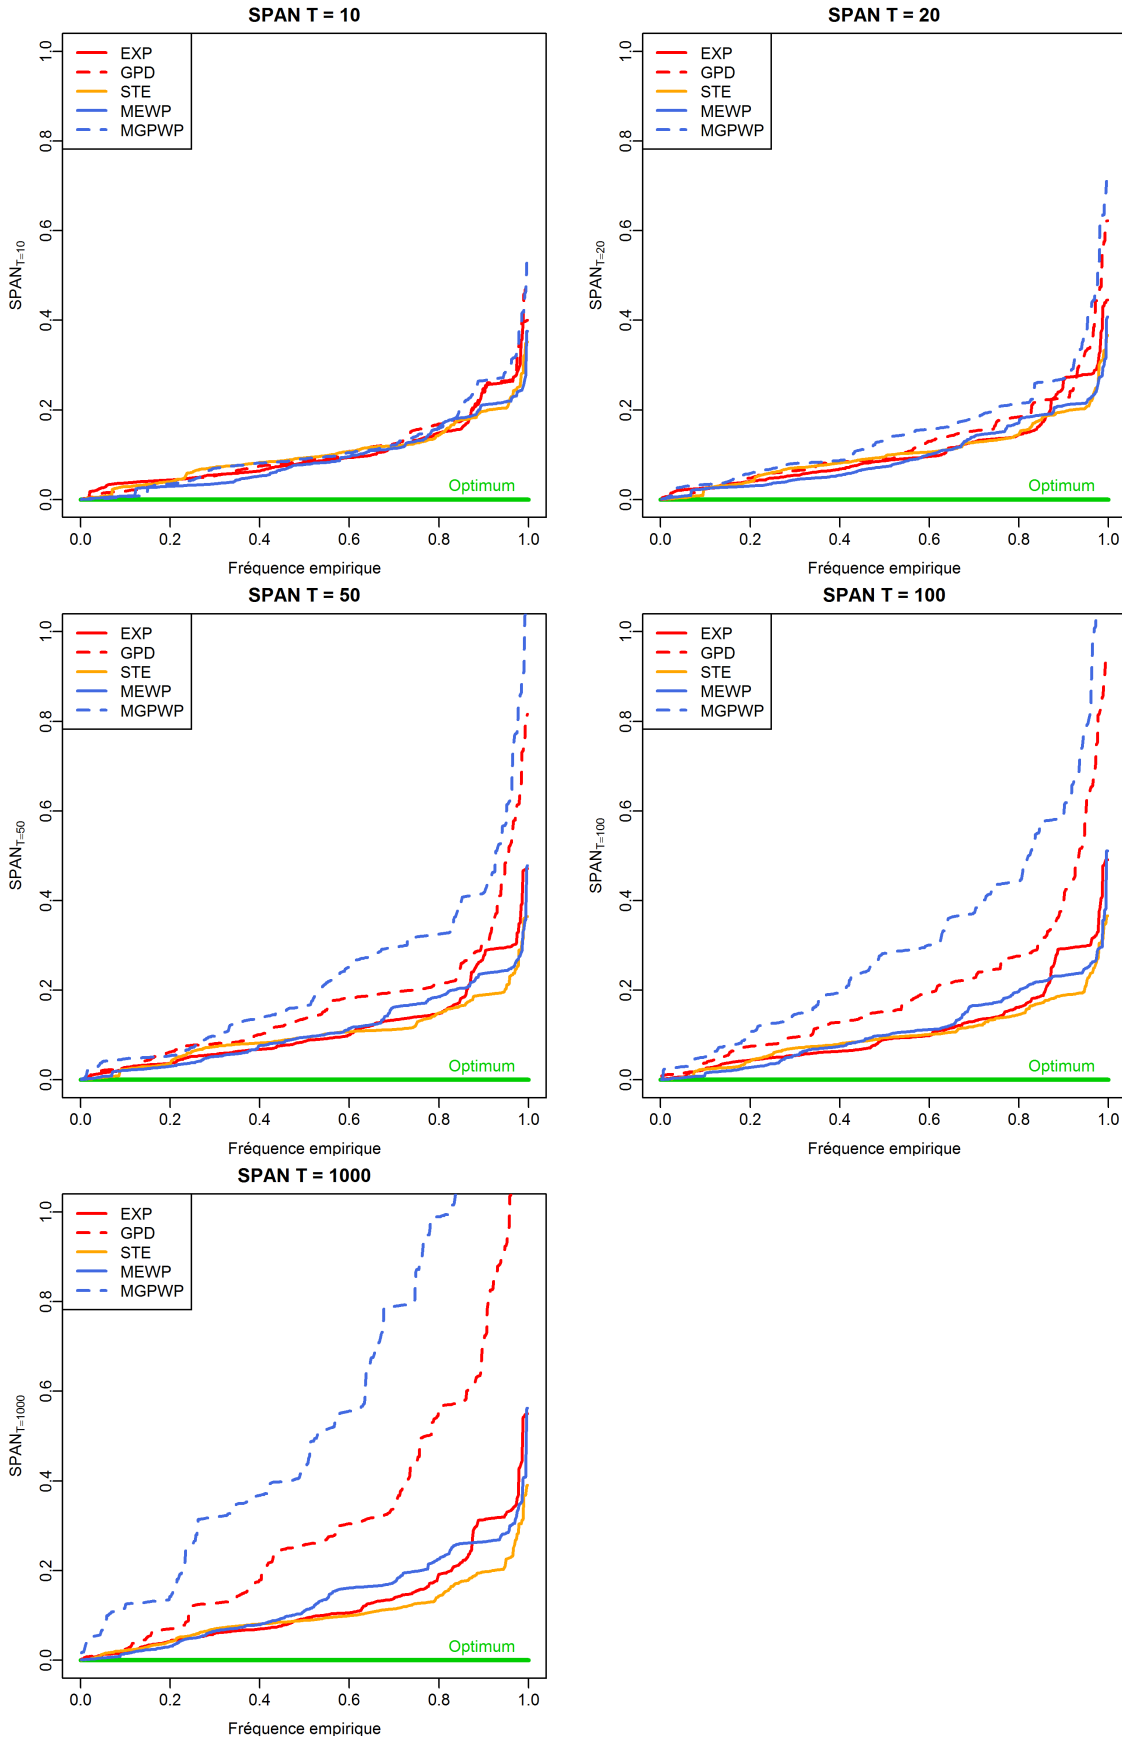 SPAN T = 10
EXP
GPD
STE
MEWP
MGPWP
SPAN_T=10
0.0 0.2 0.4 0.6 0.8 1.0
Optimum
0.0 0.2 0.4 0.6 0.8 1.0
Fréquence empirique
SPAN T = 20
EXP
GPD
STE
MEWP
MGPWP
SPAN_T=20
0.0 0.2 0.4 0.6 0.8 1.0
Optimum
0.0 0.2 0.4 0.6 0.8 1.0
Fréquence empirique
SPAN T = 50
EXP
GPD
STE
MEWP
MGPWP
SPAN_T=50
0.0 0.2 0.4 0.6 0.8 1.0
Optimum
0.0 0.2 0.4 0.6 0.8 1.0
Fréquence empirique
SPAN T = 100
EXP
GPD
STE
MEWP
MGPWP
SPAN_T=100
0.0 0.2 0.4 0.6 0.8 1.0
Optimum
0.0 0.2 0.4 0.6 0.8 1.0
Fréquence empirique
SPAN T = 1000
EXP
GPD
STE
MEWP
MGPWP
SPAN_T=1000
0.0 0.2 0.4 0.6 0.8 1.0
Optimum
0.0 0.2 0.4 0.6 0.8 1.0
Fréquence empirique